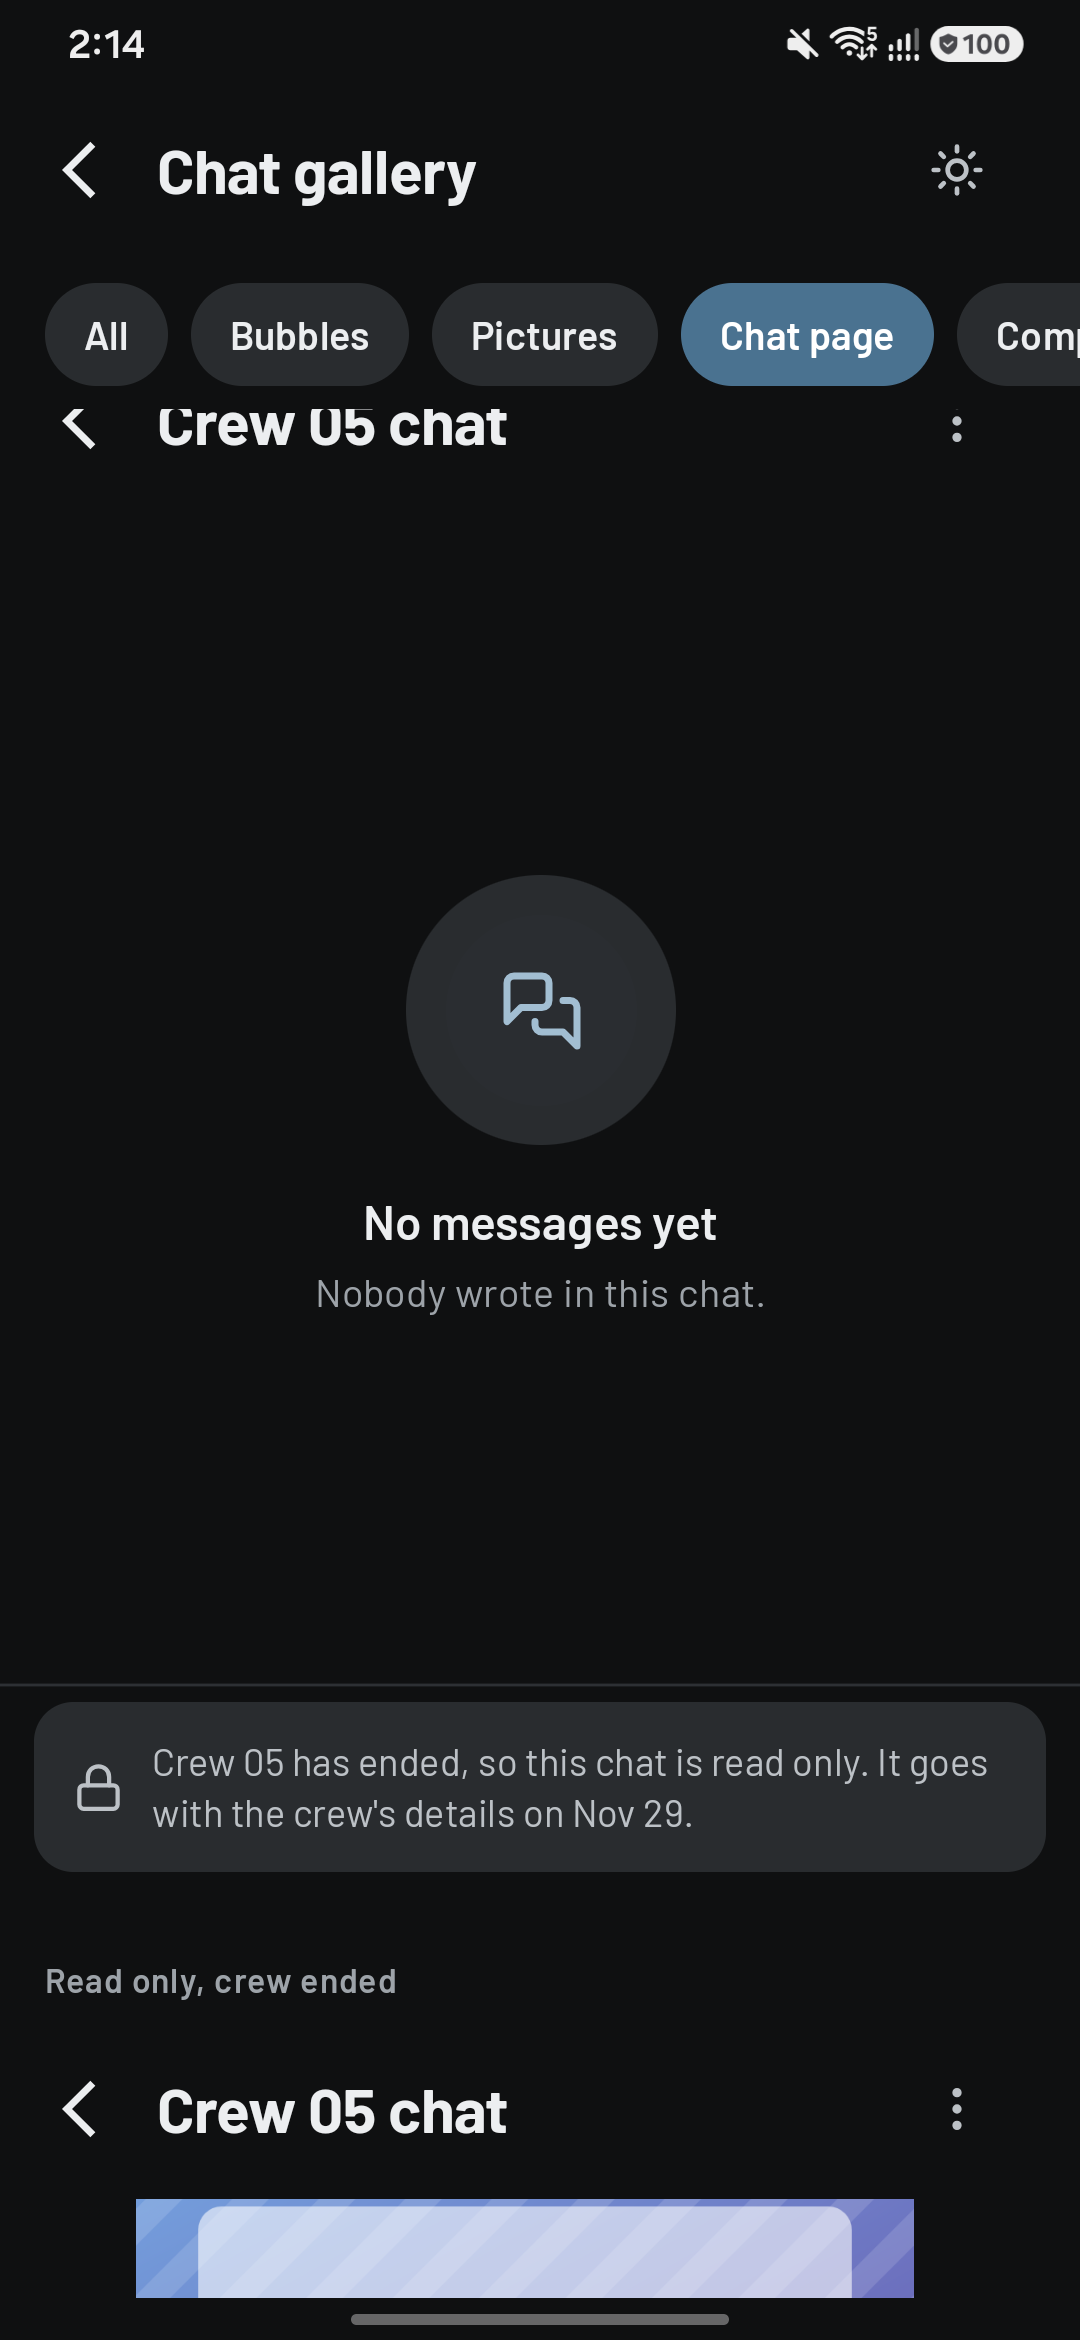 2:14
5
100
Chat gallery
All
Bubbles
Pictures
Chat page
Crew 05 chat
No messages yet
Nobody wrote in this chat.
Crew 05 has ended, so this chat is read only. It goes
with the crew's details on Nov 29.
Read only, crew ended
Crew 05 chat